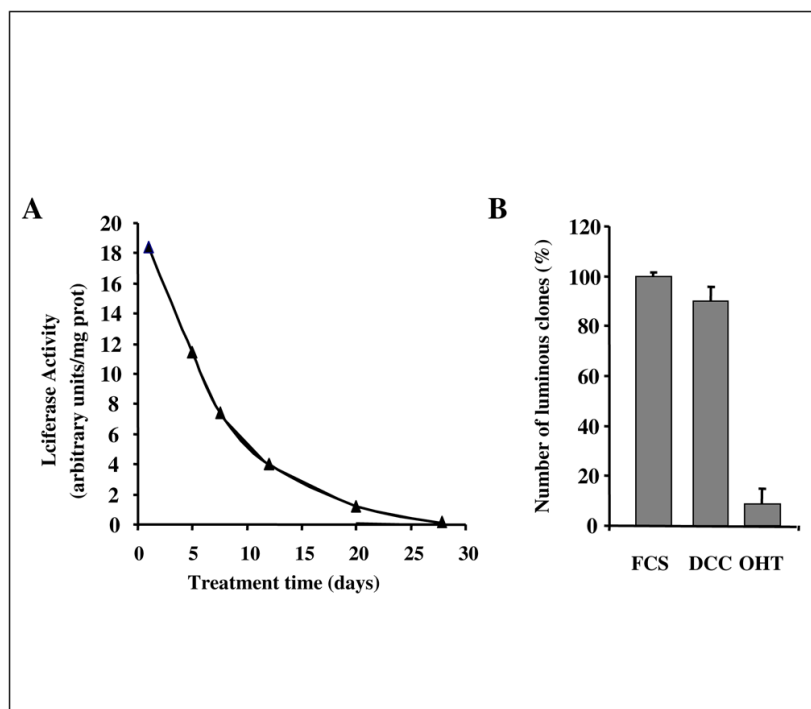 A
20
18
16
14
12
10
8
6
4
2
0
0 5 10 15 20 25 30
Lciferase Activity
(arbitrary units/mg prot)
Treatment time (days)
B
120
100
80
60
40
20
0
Number of luminous clones (%)
FCS DCC OHT